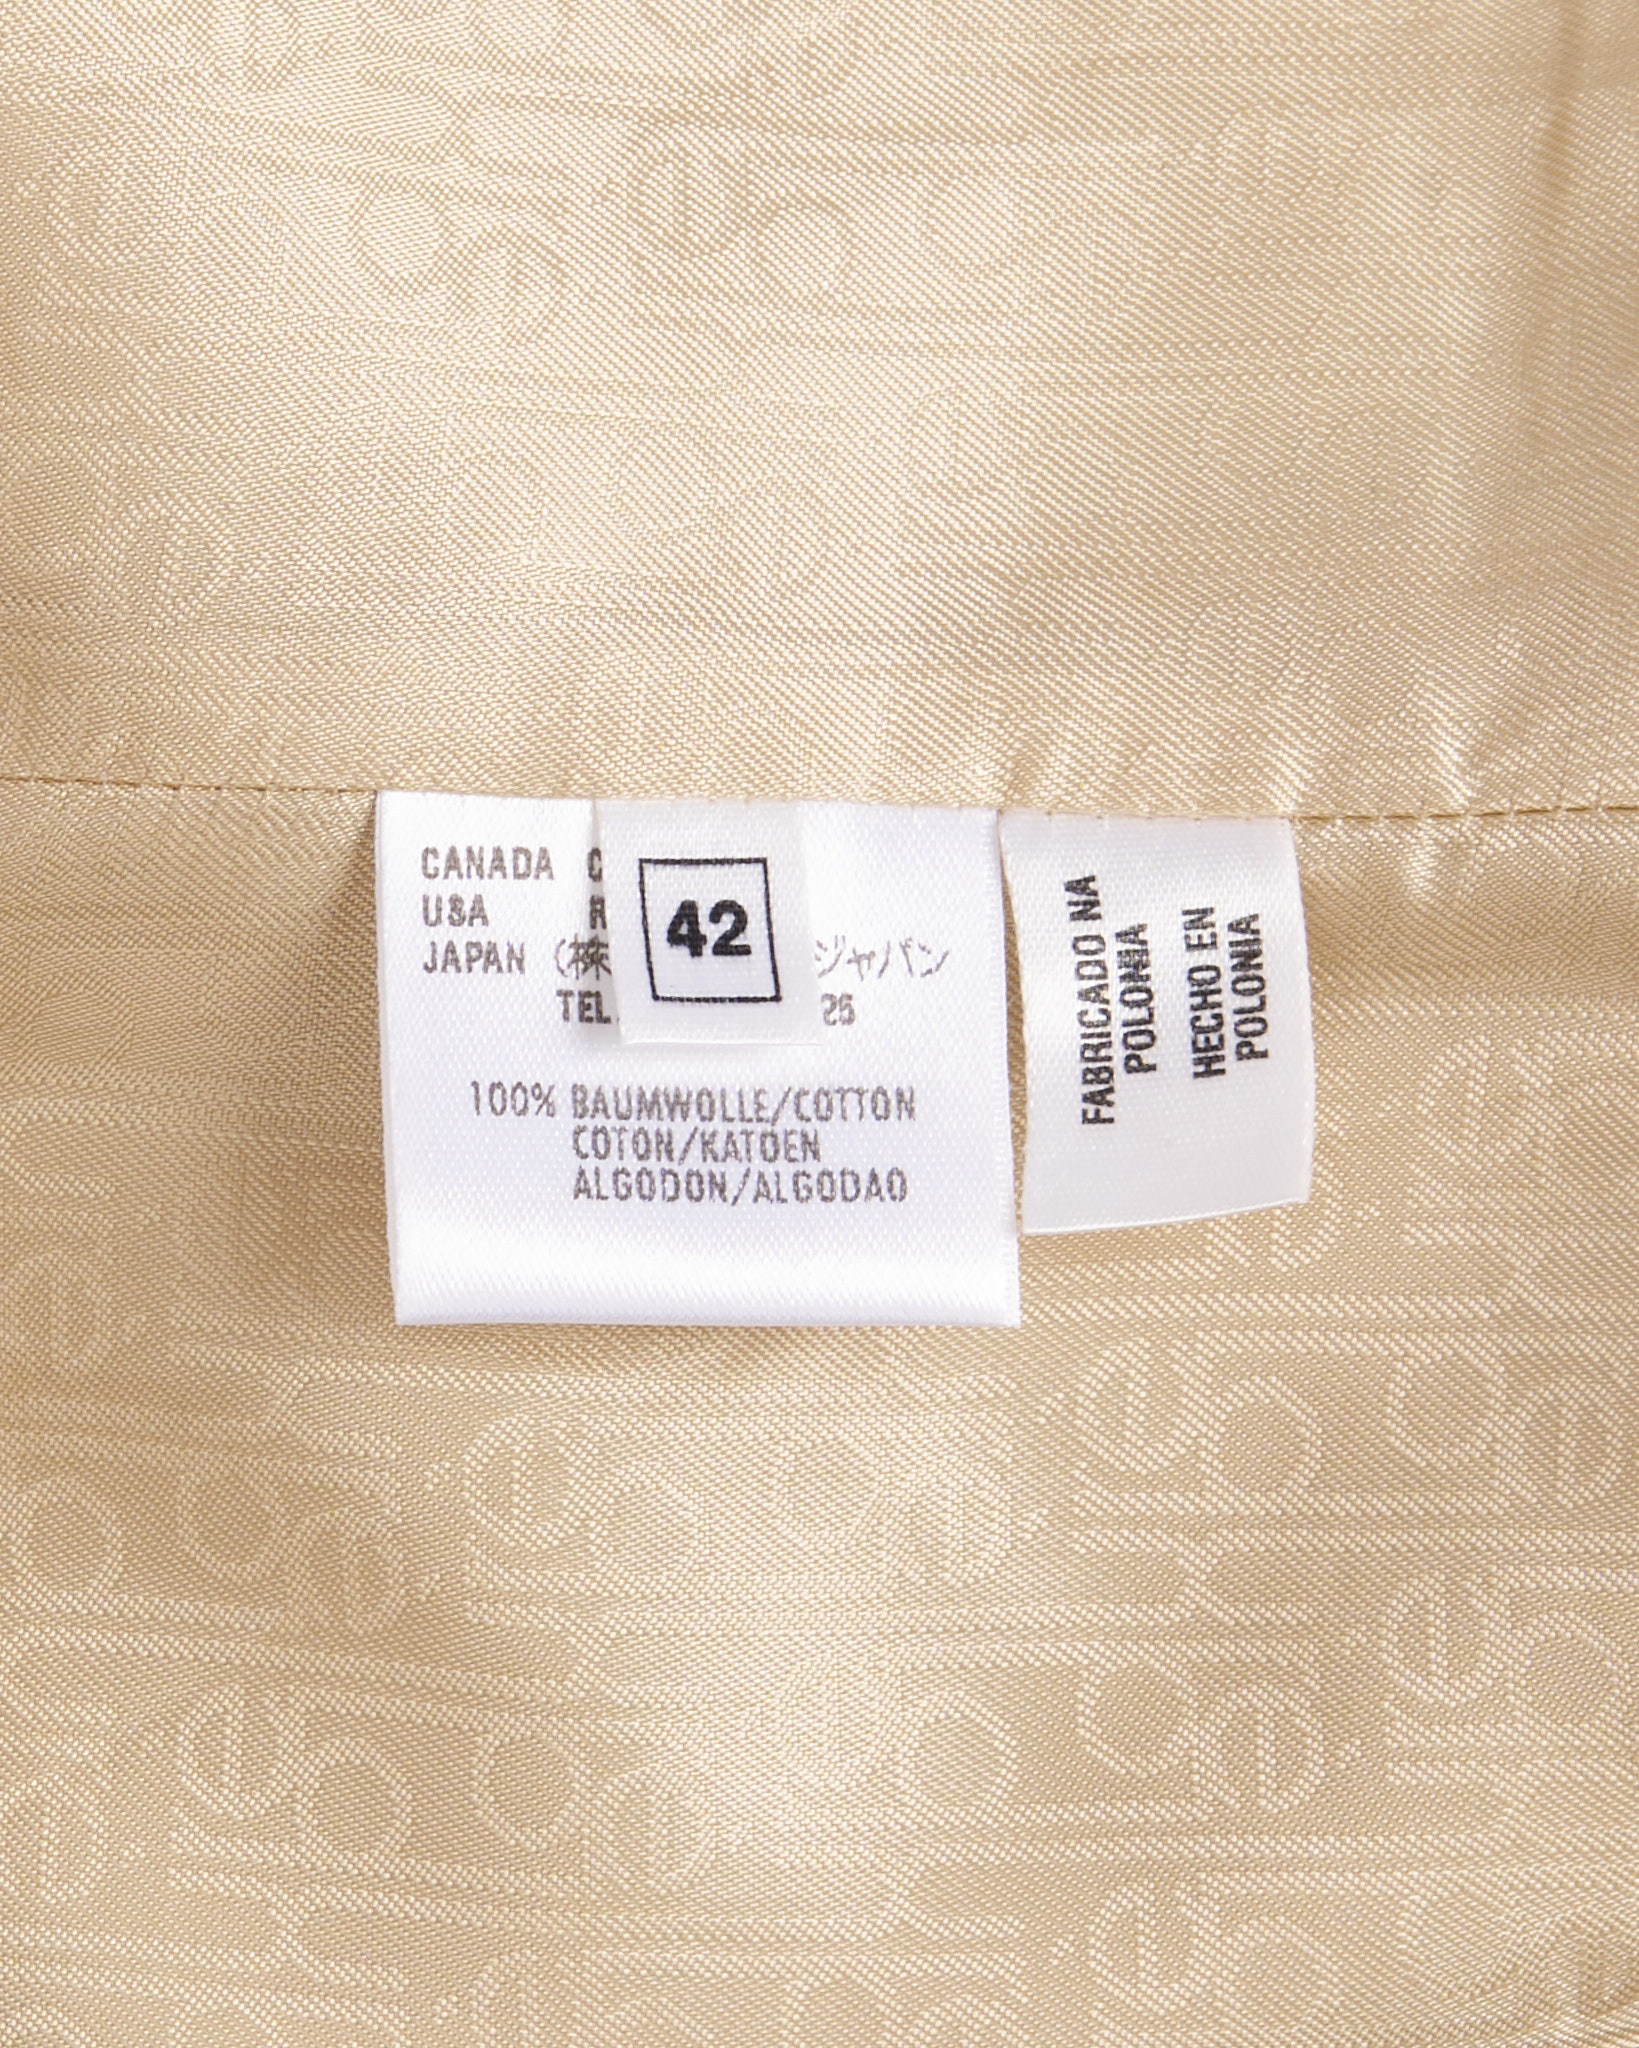 CANADA
USA
JAPAN
ジャパン
TEL.
26
42
100% BAUMWOLLE/COTTON
COTON/KATOEN
ALGODON/ALGODAO
FABRICADO NA
POLONIA
HECHO EN
POLONIA